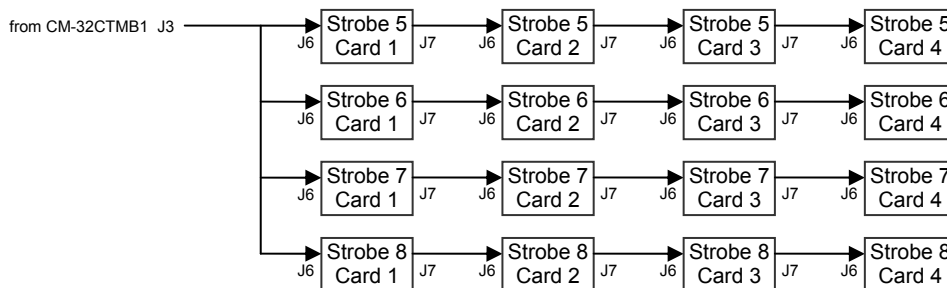 from CM-32CTMB1 J3
Strobe 5 Strobe 5 Strobe 5 Strobe 5
J6 Card 1 J7 J6 Card 2 J7 J6 Card 3 J7 J6 Card 4
Strobe 6 Strobe 6 Strobe 6 Strobe 6
J6 Card 1 J7 J6 Card 2 J7 J6 Card 3 J7 J6 Card 4
Strobe 7 Strobe 7 Strobe 7 Strobe 7
J6 Card 1 J7 J6 Card 2 J7 J6 Card 3 J7 J6 Card 4
Strobe 8 Strobe 8 Strobe 8 Strobe 8
J6 Card 1 J7 J6 Card 2 J7 J6 Card 3 J7 J6 Card 4